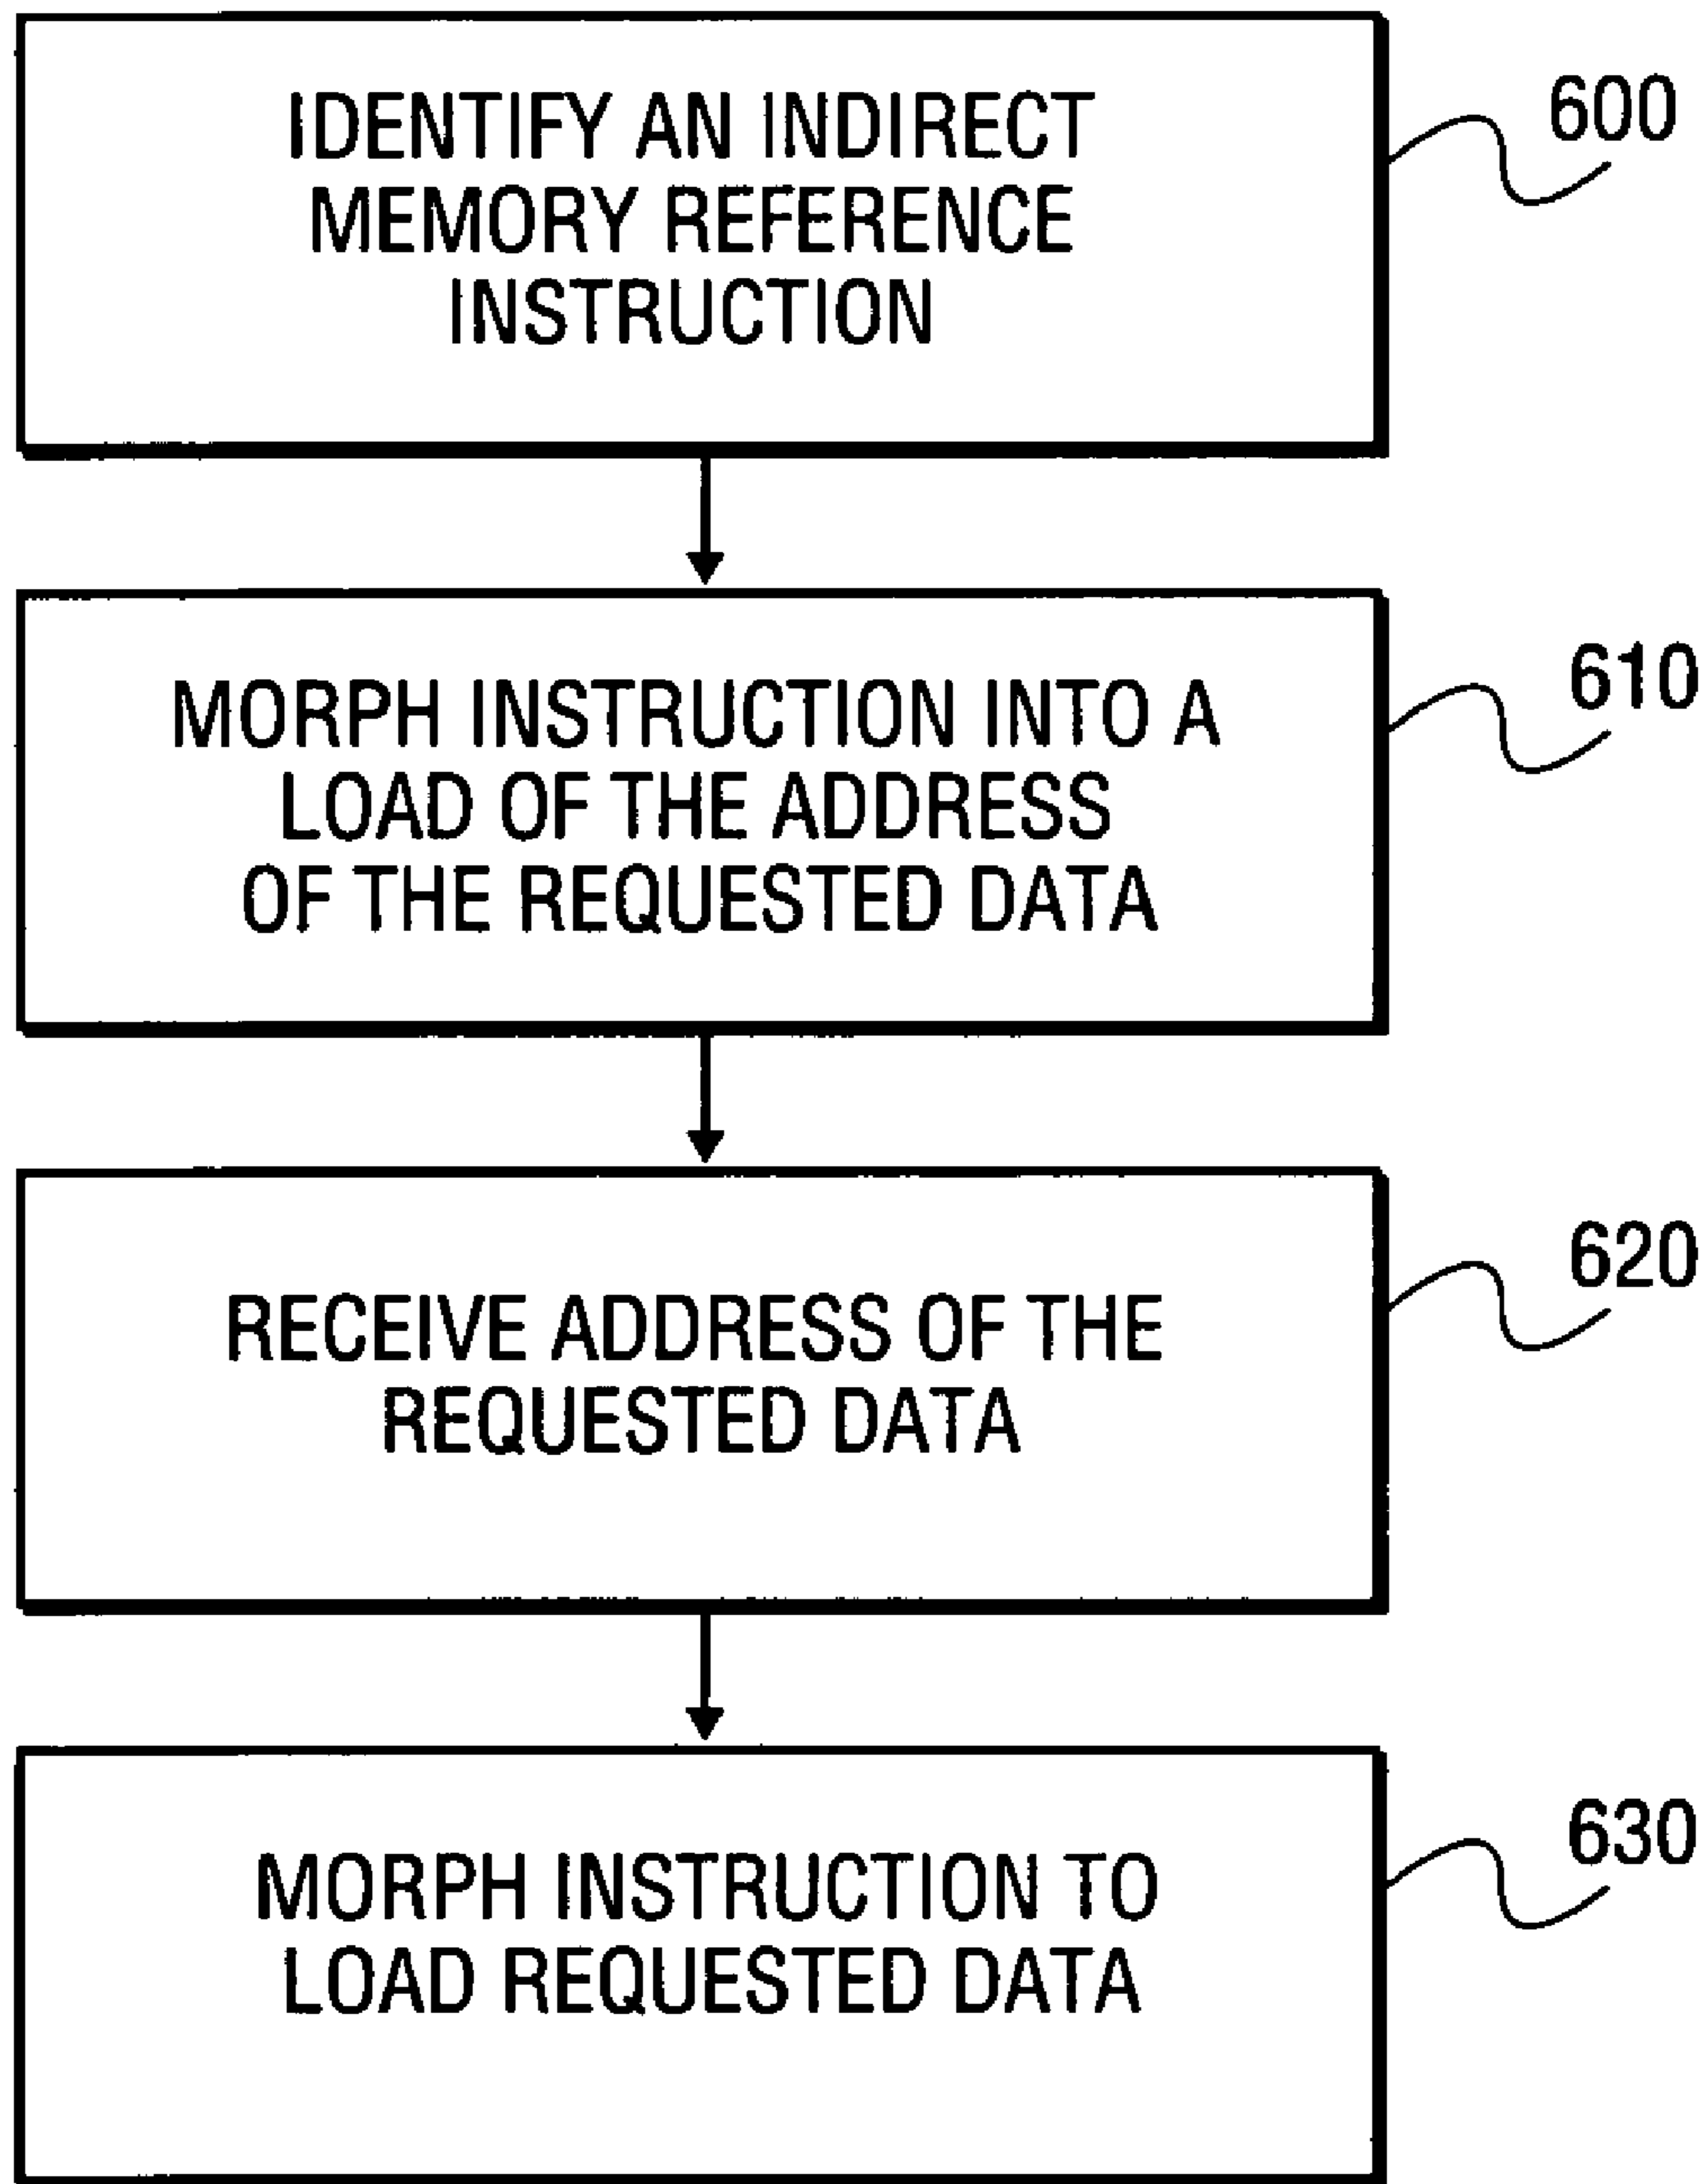 IDENTIFY AN INDIRECT
MEMORY REFERENCE
INSTRUCTION
600
MORPH INSTRUCTION INTO A
LOAD OF THE ADDRESS
OF THE REQUESTED DATA
610
RECEIVE ADDRESS OF THE
REQUESTED DATA
620
MORPH INSTRUCTION TO
LOAD REQUESTED DATA
630